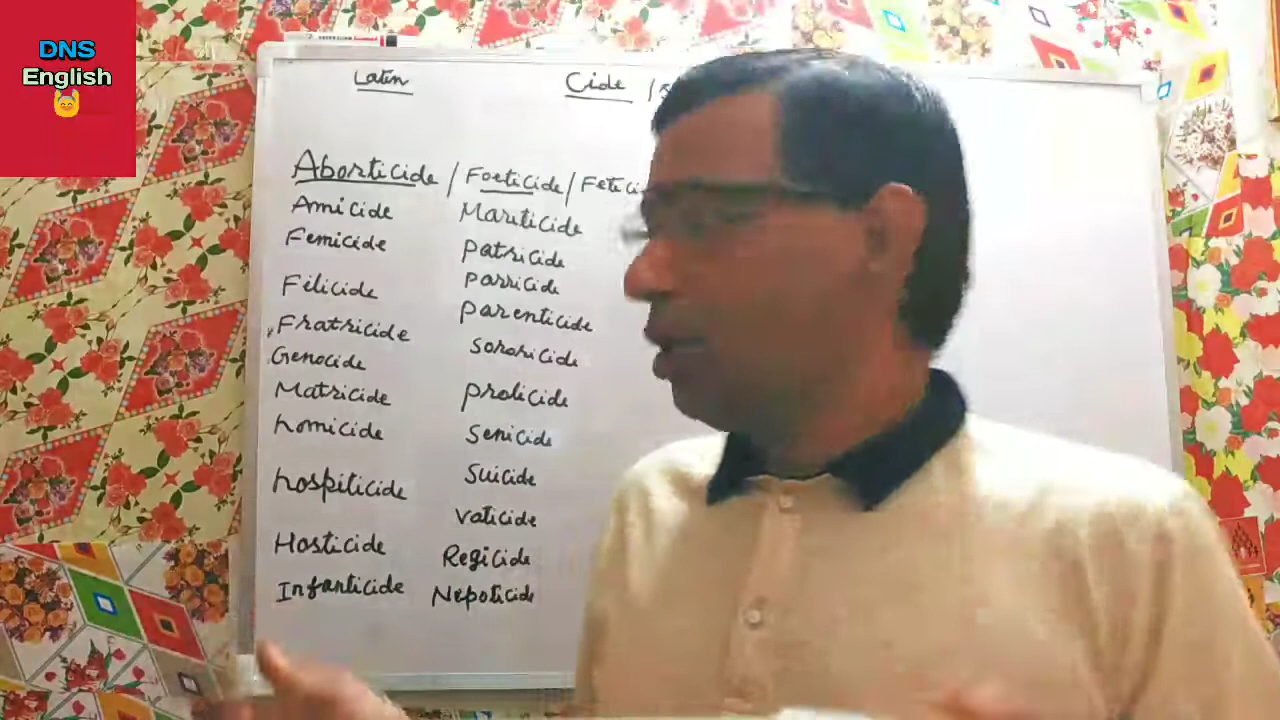 DNS
English
Latin Cide
Aborticide / Foeticide /
Amicide
Femicide
Filicide
Fratricide
Genocide
Matricide
homicide
hospiticide
Hosticide
Infanticide
Mariticide
Patricide
Parricide
Parenticide
Sororicide
Prolicide
Senicide
Suicide
Vaticide
Regicide
Nepoticide